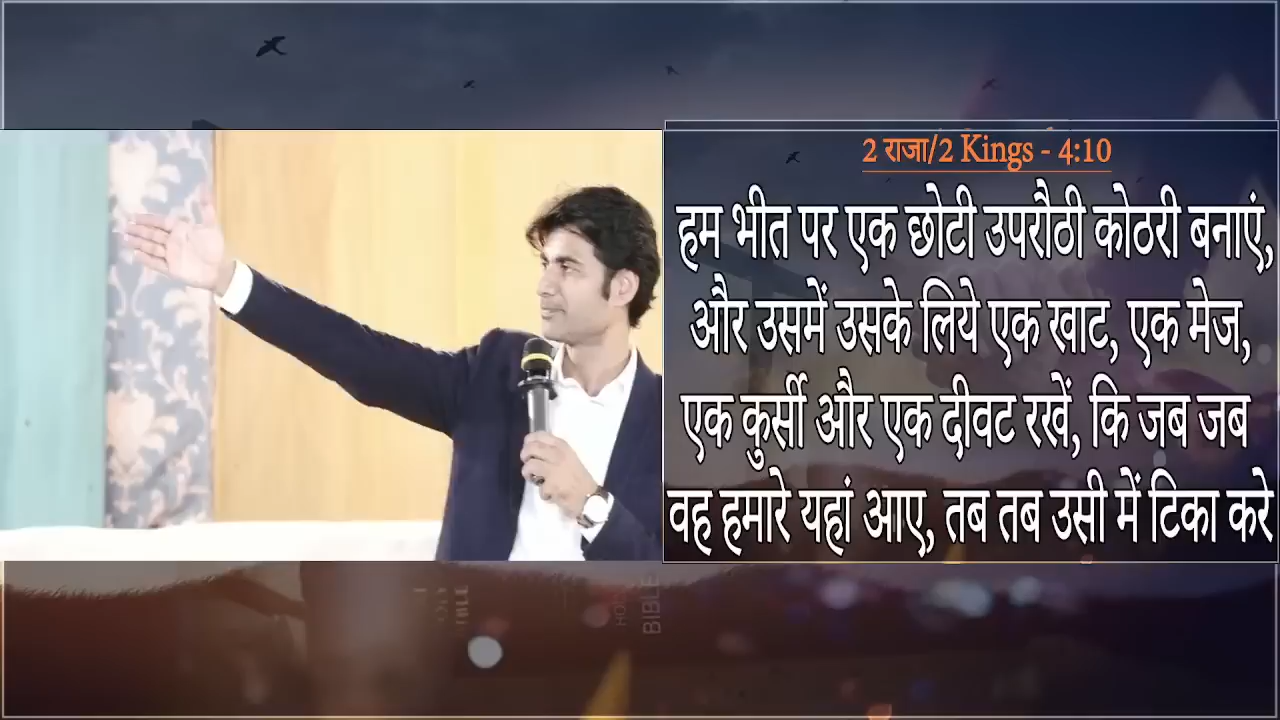 2 राजा/2 Kings - 4:10
हम भीत पर एक छोटी उपरौठी कोठरी बनाएं,
और उसमें उसके लिये एक खाट, एक मेज,
एक कुर्सी और एक दीवट रखें, कि जब जब
वह हमारे यहां आए, तब तब उसी में टिका करे
BIBLE